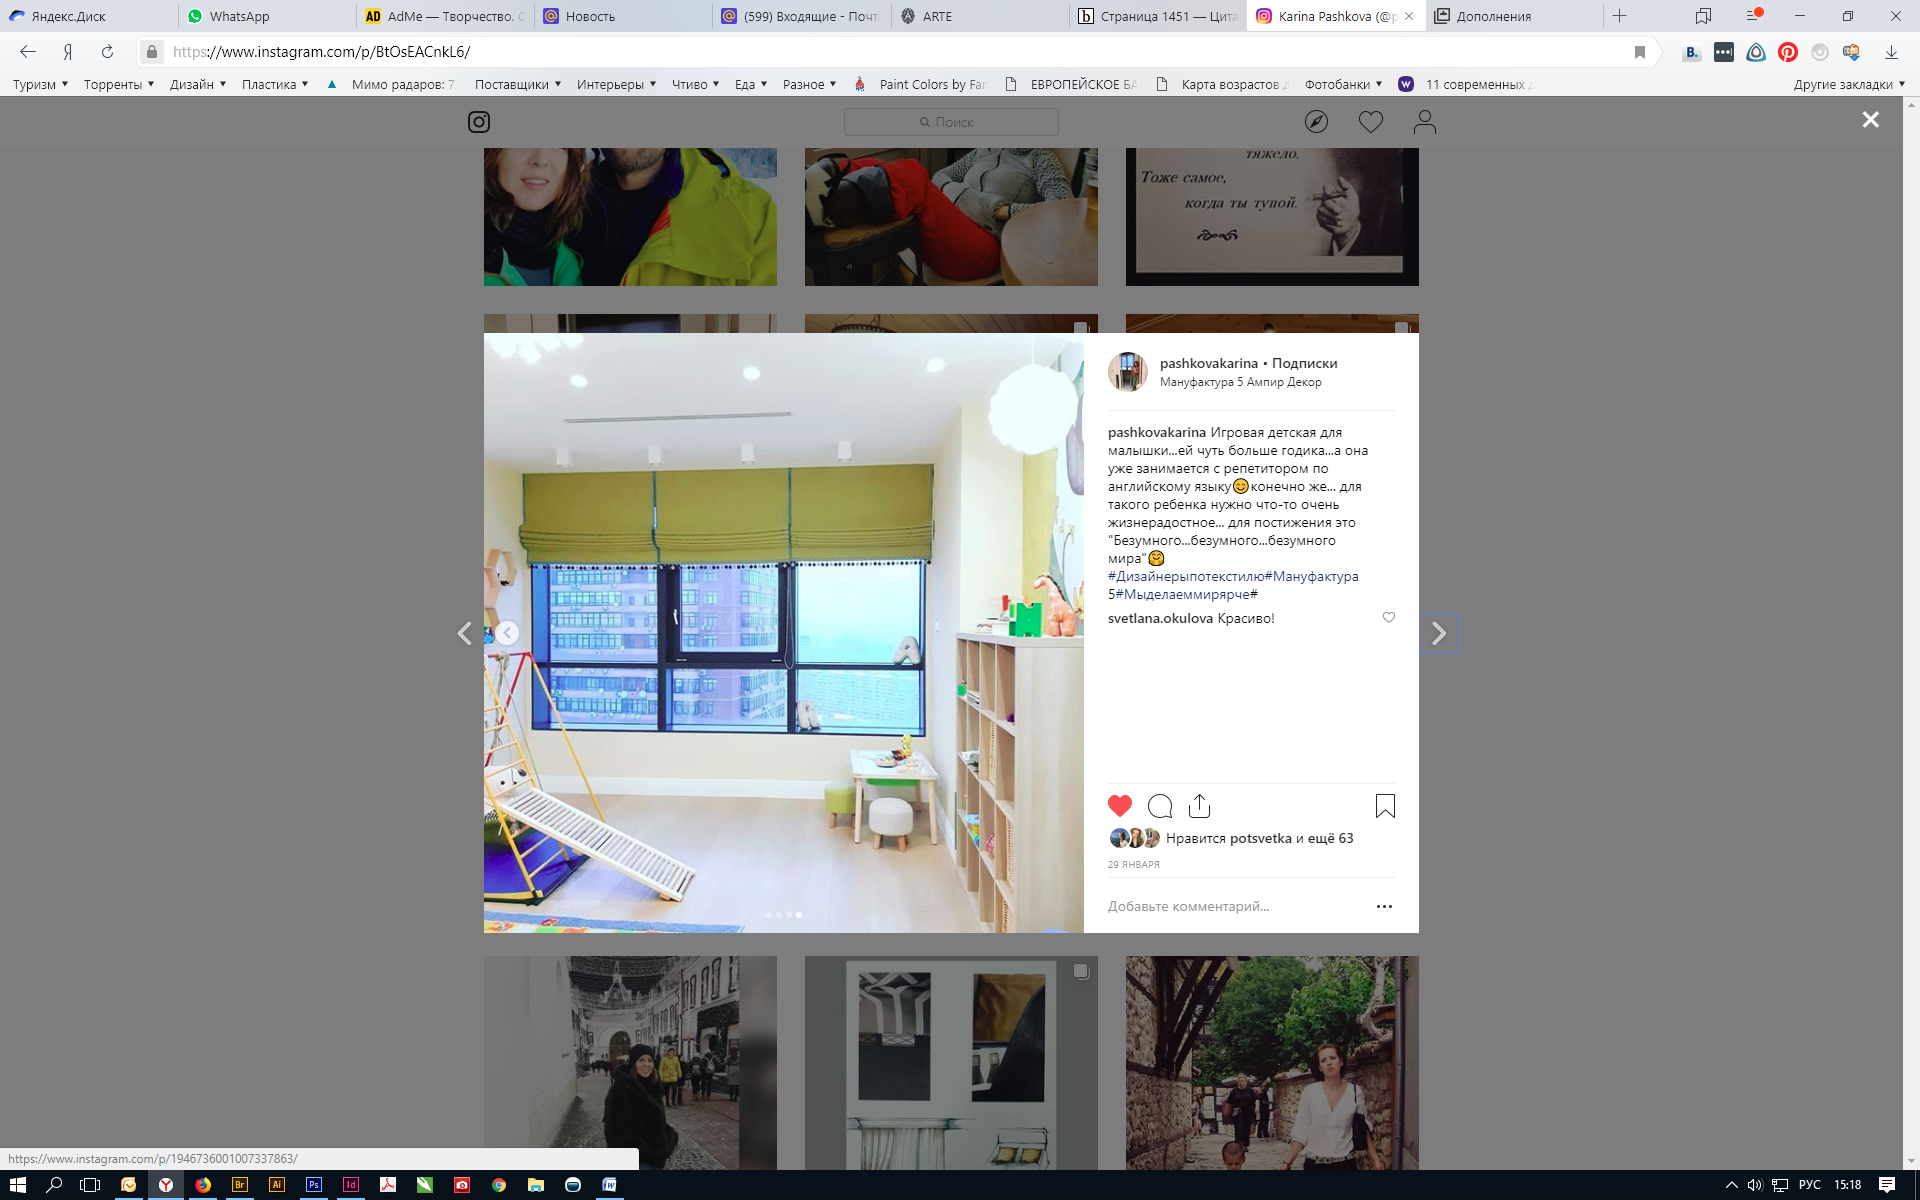 Яндекс.Диск
WhatsApp
AdMe — Творчество. С
Новость
(599) Входящие - Почт
ARTE
Страница 1451 — Цита
Karina Pashkova (@p
Дополнения
https://www.instagram.com/p/BtOsEACnkL6/
Туризм
Торренты
Дизайн
Пластика
Мимо радаров: 7
Поставщики
Интерьеры
Чтиво
Еда
Разное
Paint Colors by Far
ЕВРОПЕЙСКОЕ БА
Карта возрастов д
Фотобанки
11 современных д
Другие закладки
Поиск
тяжело.
Тоже самое,
когда ты тупой.
pashkovakarina • Подписки
Мануфактура 5 Ампир Декор
pashkovakarina Игровая детская для
малышки...ей чуть больше годика...а она
уже занимается с репетитором по
английскому языку😊конечно же... для
такого ребенка нужно что-то очень
жизнерадостное... для постижения это
"Безумного...безумного...безумного
мира"🤗
#Дизайнерыпотекстилю#Мануфактура
5#Мыделаеммирярче#
svetlana.okulova Красиво!
Нравится potsvetka и ещё 63
29 ЯНВАРЯ
Добавьте комментарий...
https://www.instagram.com/p/1946736001007337863/
Br
Ai
Ps
Id
РУС
15:18